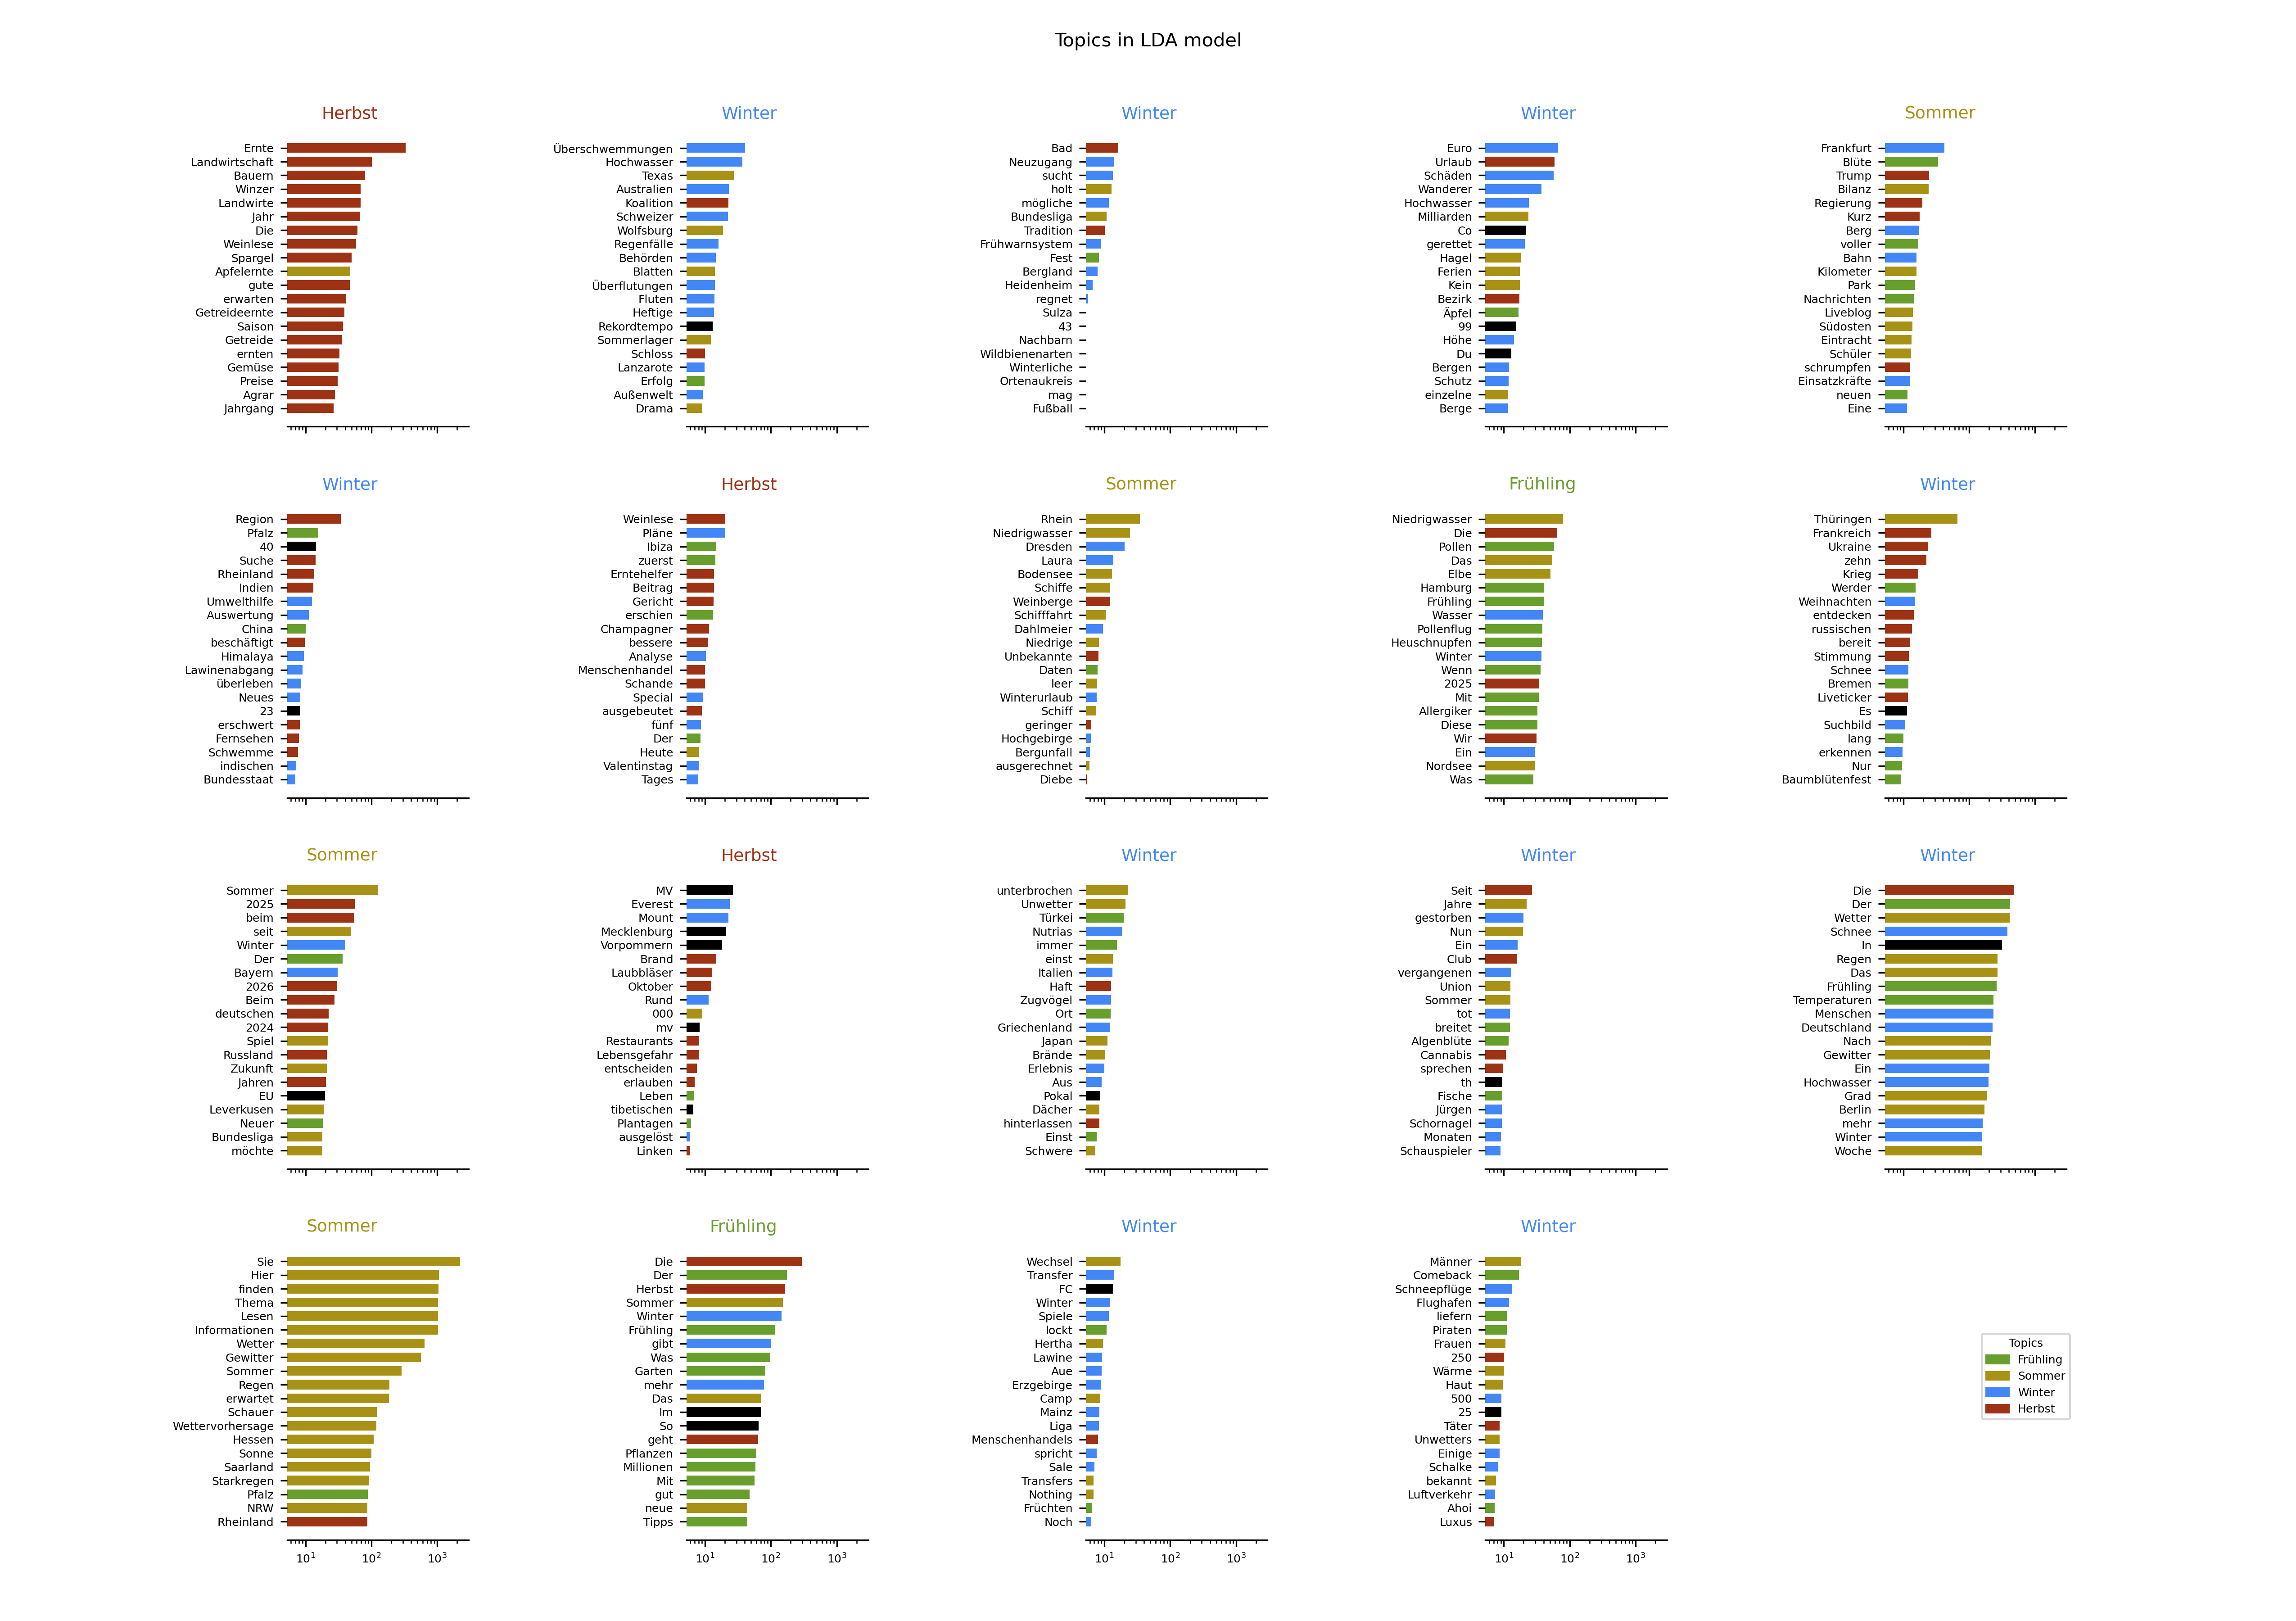 Topics in LDA model
Herbst
Ernte
Landwirtschaft
Bauern
Winzer
Landwirte
Jahr
Die
Weinlese
Spargel
Apfelernte
gute
erwarten
Getreideernte
Saison
Getreide
ernten
Gemüse
Preise
Agrar
Jahrgang
Winter
Überschwemmungen
Hochwasser
Texas
Australien
Koalition
Schweizer
Wolfsburg
Regenfälle
Behörden
Blatten
Überflutungen
Fluten
Heftige
Rekordtempo
Sommerlager
Schloss
Lanzarote
Erfolg
Außenwelt
Drama
Winter
Bad
Neuzugang
sucht
holt
mögliche
Bundesliga
Tradition
Frühwarnsystem
Fest
Bergland
Heidenheim
regnet
Sulza
43
Nachbarn
Wildbienenarten
Winterliche
Ortenaukreis
mag
Fußball
Winter
Euro
Urlaub
Schäden
Wanderer
Hochwasser
Milliarden
Co
gerettet
Hagel
Ferien
Kein
Bezirk
Äpfel
99
Höhe
Du
Bergen
Schutz
einzelne
Berge
Sommer
Frankfurt
Blüte
Trump
Bilanz
Regierung
Kurz
Berg
voller
Bahn
Kilometer
Park
Nachrichten
Liveblog
Südosten
Eintracht
Schüler
schrumpfen
Einsatzkräfte
neuen
Eine
Winter
Region
Pfalz
40
Suche
Rheinland
Indien
Umwelthilfe
Auswertung
China
beschäftigt
Himalaya
Lawinenabgang
überleben
Neues
23
erschwert
Fernsehen
Schwemme
indischen
Bundesstaat
Herbst
Weinlese
Pläne
Ibiza
zuerst
Erntehelfer
Beitrag
Gericht
erschien
Champagner
bessere
Analyse
Menschenhandel
Schande
Special
ausgebeutet
fünf
Der
Heute
Valentinstag
Tages
Sommer
Rhein
Niedrigwasser
Dresden
Laura
Bodensee
Schiffe
Weinberge
Schifffahrt
Dahlmeier
Niedrige
Unbekannte
Daten
leer
Winterurlaub
Schiff
geringer
Hochgebirge
Bergunfall
ausgerechnet
Diebe
Frühling
Niedrigwasser
Die
Pollen
Das
Elbe
Hamburg
Frühling
Wasser
Pollenflug
Heuschnupfen
Winter
Wenn
2025
Mit
Allergiker
Diese
Wir
Ein
Nordsee
Was
Winter
Thüringen
Frankreich
Ukraine
zehn
Krieg
Werder
Weihnachten
entdecken
russischen
bereit
Stimmung
Schnee
Bremen
Liveticker
Es
Suchbild
lang
erkennen
Nur
Baumblütenfest
Sommer
Sommer
2025
beim
seit
Winter
Der
Bayern
2026
Beim
deutschen
2024
Spiel
Russland
Zukunft
Jahren
EU
Leverkusen
Neuer
Bundesliga
möchte
Herbst
MV
Everest
Mount
Mecklenburg
Vorpommern
Brand
Laubbläser
Oktober
Rund
000
mv
Restaurants
Lebensgefahr
entscheiden
erlauben
Leben
tibetischen
Plantagen
ausgelöst
Linken
Winter
unterbrochen
Unwetter
Türkei
Nutrias
immer
einst
Italien
Haft
Zugvögel
Ort
Griechenland
Japan
Brände
Erlebnis
Aus
Pokal
Dächer
hinterlassen
Einst
Schwere
Winter
Seit
Jahre
gestorben
Nun
Ein
Club
vergangenen
Union
Sommer
tot
breitet
Algenblüte
Cannabis
sprechen
th
Fische
Jürgen
Schornagel
Monaten
Schauspieler
Winter
Die
Der
Wetter
Schnee
In
Regen
Das
Frühling
Temperaturen
Menschen
Deutschland
Nach
Gewitter
Ein
Hochwasser
Grad
Berlin
mehr
Winter
Woche
Sommer
Sie
Hier
finden
Thema
Lesen
Informationen
Wetter
Gewitter
Sommer
Regen
erwartet
Schauer
Wettervorhersage
Hessen
Sonne
Saarland
Starkregen
Pfalz
NRW
Rheinland
10¹ 10² 10³
Frühling
Die
Der
Herbst
Sommer
Winter
Frühling
gibt
Was
Garten
mehr
Das
Im
So
geht
Pflanzen
Millionen
Mit
gut
neue
Tipps
10¹ 10² 10³
Winter
Wechsel
Transfer
FC
Winter
Spiele
lockt
Hertha
Lawine
Aue
Erzgebirge
Camp
Mainz
Liga
Menschenhandels
spricht
Sale
Transfers
Nothing
Früchten
Noch
10¹ 10² 10³
Winter
Männer
Comeback
Schneepflüge
Flughafen
liefern
Piraten
Frauen
250
Wärme
Haut
500
25
Täter
Unwetters
Einige
Schalke
bekannt
Luftverkehr
Ahoi
Luxus
10¹ 10² 10³
Topics
Frühling
Sommer
Winter
Herbst